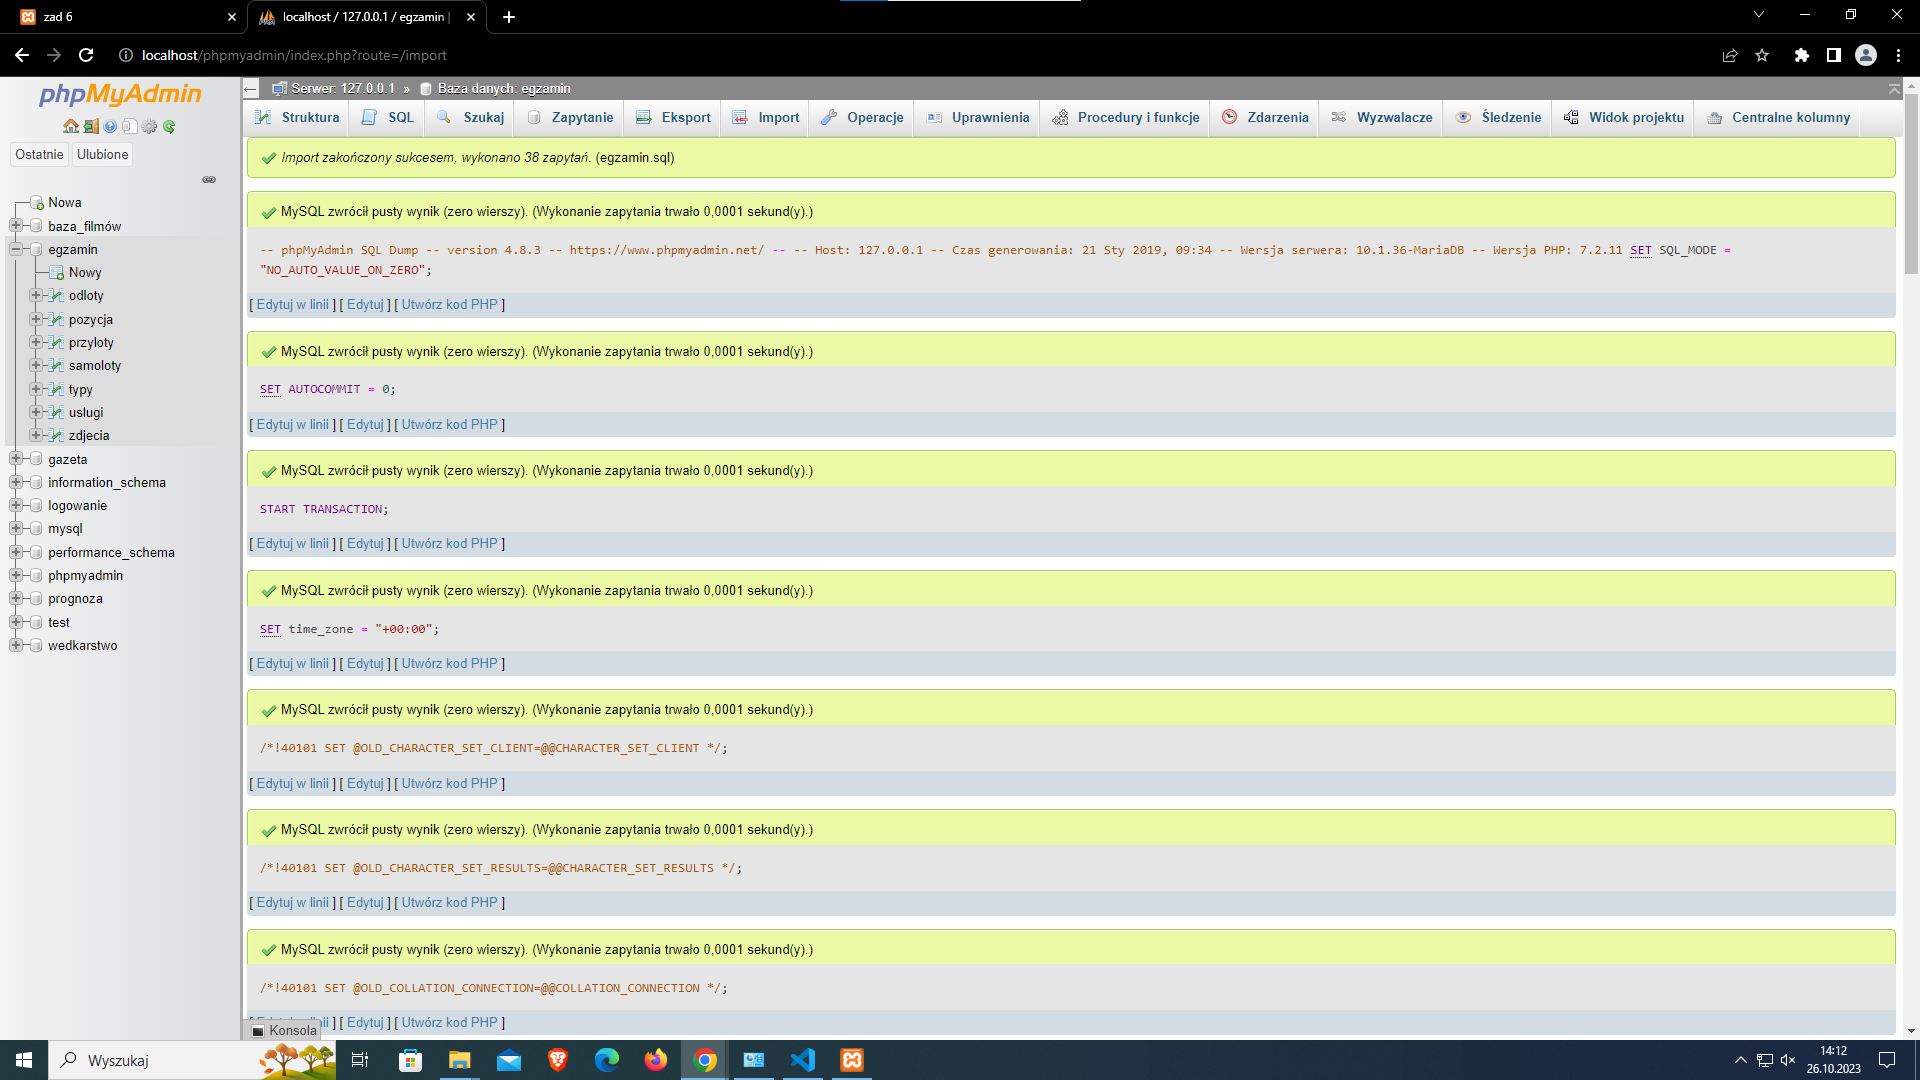 zad 6
localhost / 127.0.0.1 / egzamin |
localhost/phpmyadmin/index.php?route=/import
phpMyAdmin
Ostatnie
Ulubione
Nowa
baza_filmów
egzamin
Nowy
odloty
pozycja
przyloty
samoloty
typy
uslugi
zdjecia
gazeta
information_schema
logowanie
mysql
performance_schema
phpmyadmin
prognoza
test
wedkarstwo
Serwer: 127.0.0.1 » Baza danych: egzamin
Struktura SQL Szukaj Zapytanie Eksport Import Operacje Uprawnienia Procedury i funkcje Zdarzenia Wyzwalacze Śledzenie Widok projektu Centralne kolumny
Import zakończony sukcesem, wykonano 38 zapytań. (egzamin.sql)
MySQL zwrócił pusty wynik (zero wierszy). (Wykonanie zapytania trwało 0,0001 sekund(y).)
-- phpMyAdmin SQL Dump -- version 4.8.3 -- https://www.phpmyadmin.net/ -- -- Host: 127.0.0.1 -- Czas generowania: 21 Sty 2019, 09:34 -- Wersja serwera: 10.1.36-MariaDB -- Wersja PHP: 7.2.11 SET SQL_MODE =
"NO_AUTO_VALUE_ON_ZERO";
[ Edytuj w linii ] [ Edytuj ] [ Utwórz kod PHP ]
MySQL zwrócił pusty wynik (zero wierszy). (Wykonanie zapytania trwało 0,0001 sekund(y).)
SET AUTOCOMMIT = 0;
[ Edytuj w linii ] [ Edytuj ] [ Utwórz kod PHP ]
MySQL zwrócił pusty wynik (zero wierszy). (Wykonanie zapytania trwało 0,0001 sekund(y).)
START TRANSACTION;
[ Edytuj w linii ] [ Edytuj ] [ Utwórz kod PHP ]
MySQL zwrócił pusty wynik (zero wierszy). (Wykonanie zapytania trwało 0,0001 sekund(y).)
SET time_zone = "+00:00";
[ Edytuj w linii ] [ Edytuj ] [ Utwórz kod PHP ]
MySQL zwrócił pusty wynik (zero wierszy). (Wykonanie zapytania trwało 0,0001 sekund(y).)
/*!40101 SET @OLD_CHARACTER_SET_CLIENT=@@CHARACTER_SET_CLIENT */;
[ Edytuj w linii ] [ Edytuj ] [ Utwórz kod PHP ]
MySQL zwrócił pusty wynik (zero wierszy). (Wykonanie zapytania trwało 0,0001 sekund(y).)
/*!40101 SET @OLD_CHARACTER_SET_RESULTS=@@CHARACTER_SET_RESULTS */;
[ Edytuj w linii ] [ Edytuj ] [ Utwórz kod PHP ]
MySQL zwrócił pusty wynik (zero wierszy). (Wykonanie zapytania trwało 0,0001 sekund(y).)
/*!40101 SET @OLD_COLLATION_CONNECTION=@@COLLATION_CONNECTION */;
] [ Edytuj ] [ Utwórz kod PHP ]
Konsola
Wyszukaj
14:12
26.10.2023